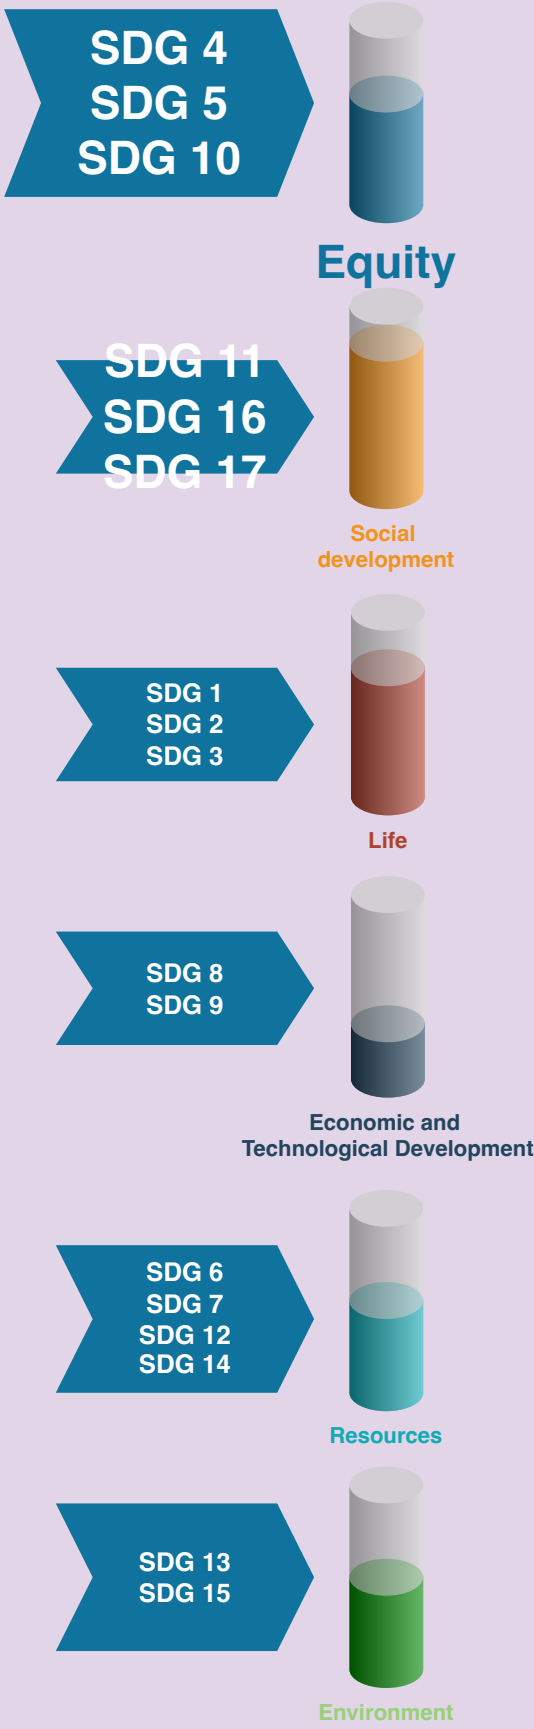 SDG 4
SDG 5
SDG 10
Equity
SDG 11
SDG 16
SDG 17
Social
development
SDG 1
SDG 2
SDG 3
Life
SDG 8
SDG 9
Economic and
Technological Development
SDG 6
SDG 7
SDG 12
SDG 14
Resources
SDG 13
SDG 15
Environment